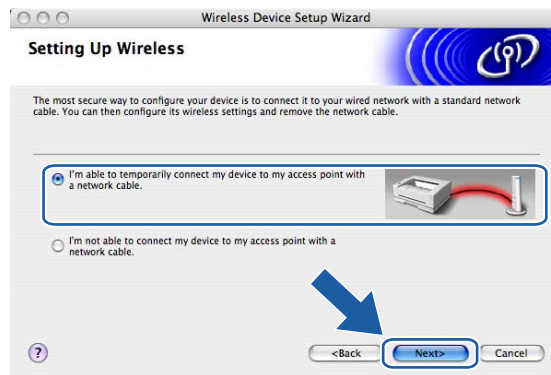 Wireless Device Setup Wizard
Setting Up Wireless
The most secure way to configure your device is to connect it to your wired network with a standard network
cable. You can then configure its wireless settings and remove the network cable.
I'm able to temporarily connect my device to my access point with
a network cable.
I'm not able to connect my device to my access point with a
network cable.
?
<Back
Next>
Cancel